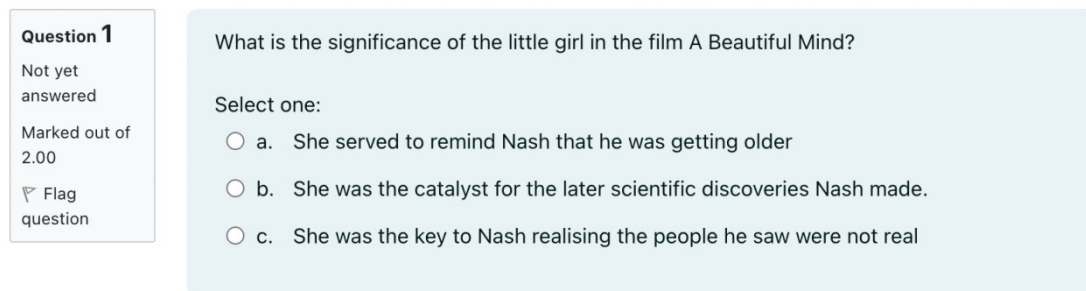 Question 1
Not yet
answered
Marked out of
2.00
Flag
question
What is the significance of the little girl in the film A Beautiful Mind?
Select one:
a. She served to remind Nash that he was getting older
b. She was the catalyst for the later scientific discoveries Nash made.
c. She was the key to Nash realising the people he saw were not real